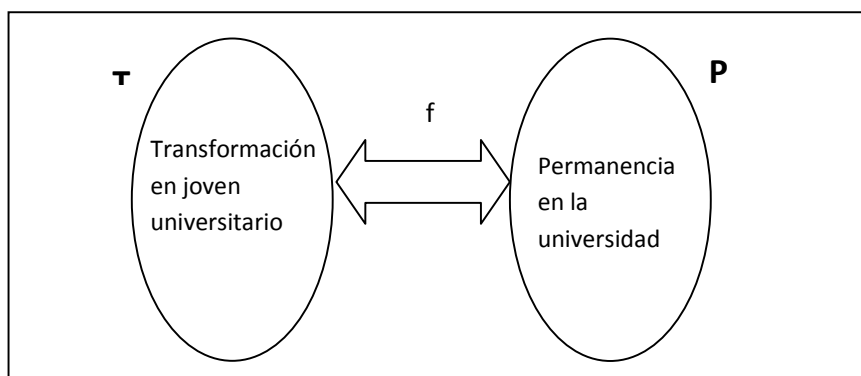 T
P
f
Transformación
en joven
universitario
Permanencia
en la
universidad